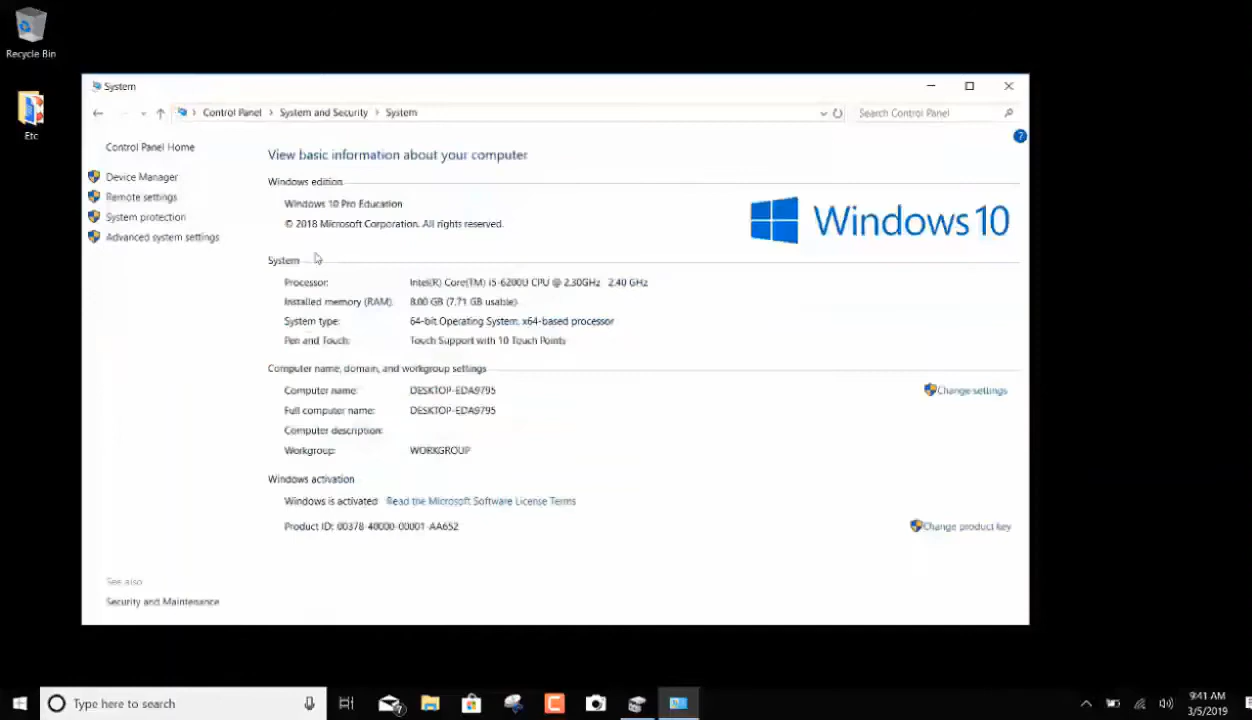 Recycle Bin
Etc
System
Control Panel > System and Security > System
Search Control Panel
Control Panel Home
Device Manager
Remote settings
System protection
Advanced system settings
See also
Security and Maintenance
View basic information about your computer
Windows edition
Windows 10 Pro Education
© 2018 Microsoft Corporation. All rights reserved.
Windows 10
System
Processor: Intel(R) Core(TM) i5-6200U CPU @ 2.30GHz 2.40 GHz
Installed memory (RAM): 8.00 GB (7.71 GB usable)
System type: 64-bit Operating System, x64-based processor
Pen and Touch: Touch Support with 10 Touch Points
Computer name, domain, and workgroup settings
Computer name: DESKTOP-EDA9795
Change settings
Full computer name: DESKTOP-EDA9795
Computer description:
Workgroup: WORKGROUP
Windows activation
Windows is activated Read the Microsoft Software License Terms
Product ID: 00378-40000-00001-AA652
Change product key
Type here to search
9:41 AM
3/5/2019